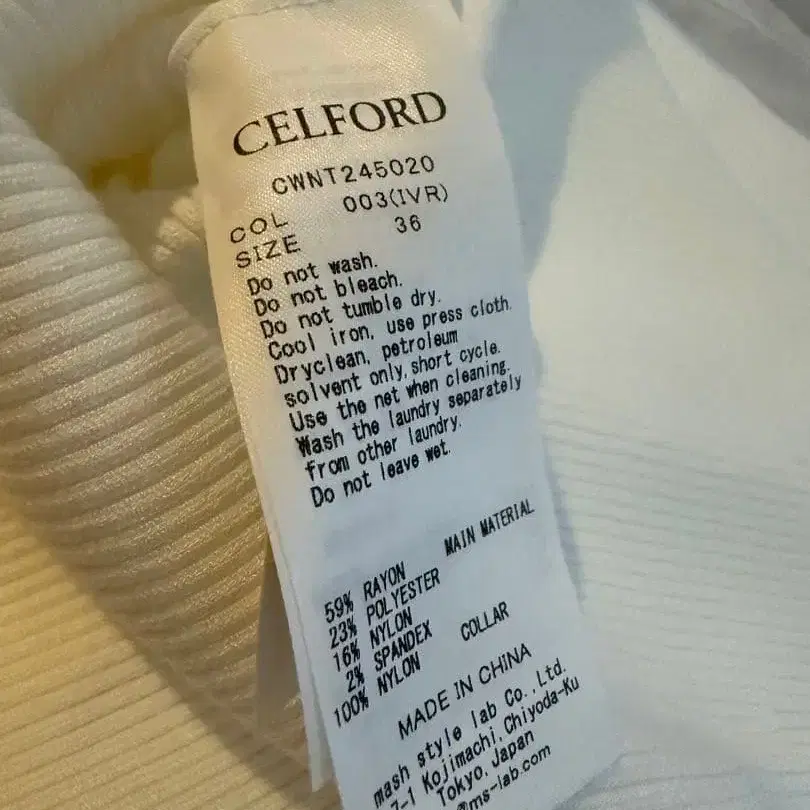 CELFORD
CWNT245020
COL 003(IVR)
SIZE 36
Do not wash.
Do not bleach.
Do not tumble dry.
Cool iron, use press cloth.
Dryclean, petroleum
solvent only,short cycle.
Use the net when cleaning.
Wash the laundry separately
from other laundry.
Do not leave wet.
MAIN MATERIAL
59% RAYON
23% POLYESTER
16% NYLON
2% SPANDEX
COLLAR
100% NYLON
MADE IN CHINA
mash style lab Co.,Ltd.
7-1 Kojimachi,Chiyoda-Ku
Tokyo,Japan
@ms-lab.com